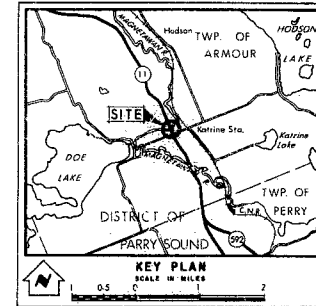 MAGNETAWAN R.
Hudson
TWP. OF
ARMOUR
HUDSON
LAKE
11
SITE
Katrine Sta.
Katrine
Lake
DOE
LAKE
MAGNETAWAN R.
TWP. OF
PERRY
C.N.R.
DISTRICT OF
PARRY SOUND
592
N
KEY PLAN
SCALE IN MILES
1 0.5 0 1 2